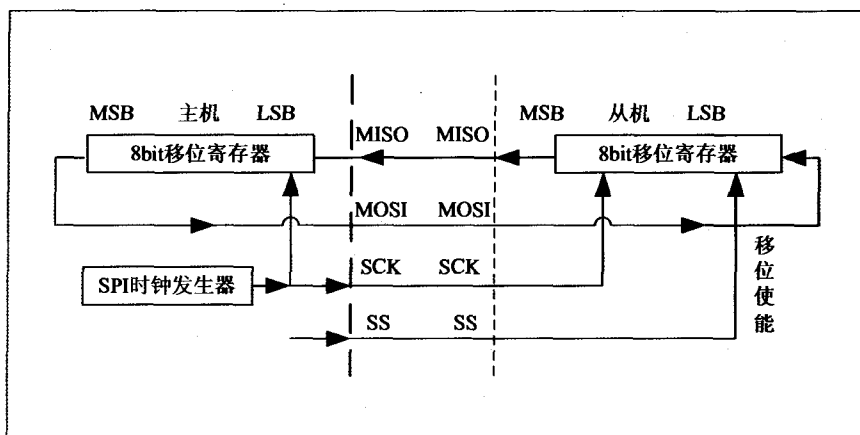 MSB 主机 LSB
MSB 从机 LSB
8bit移位寄存器
MISO MISO
8bit移位寄存器
MOSI MOSI
移位使能
SPI时钟发生器
SCK SCK
SS SS